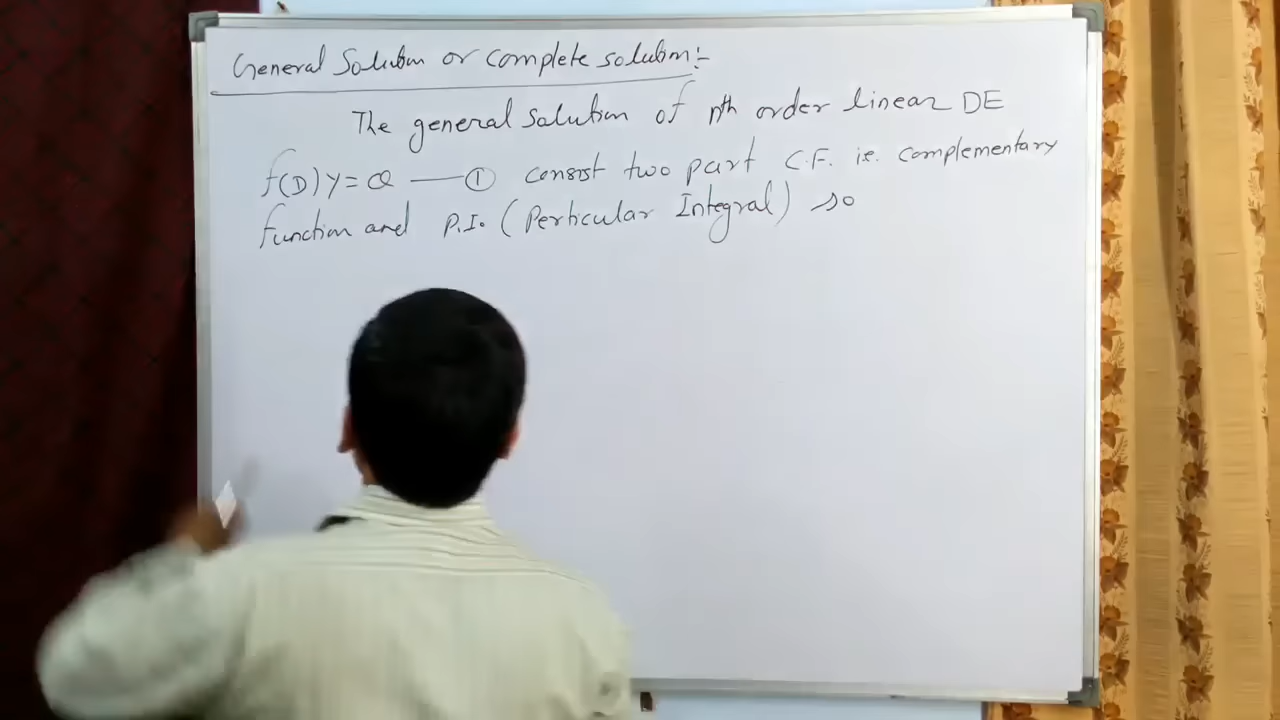 General Solution or complete solution:-
The general solution of nth order linear DE
f(D)y=Q —① consist two part C.F. i.e. complementary
function and P.I. (Perticular Integral) so